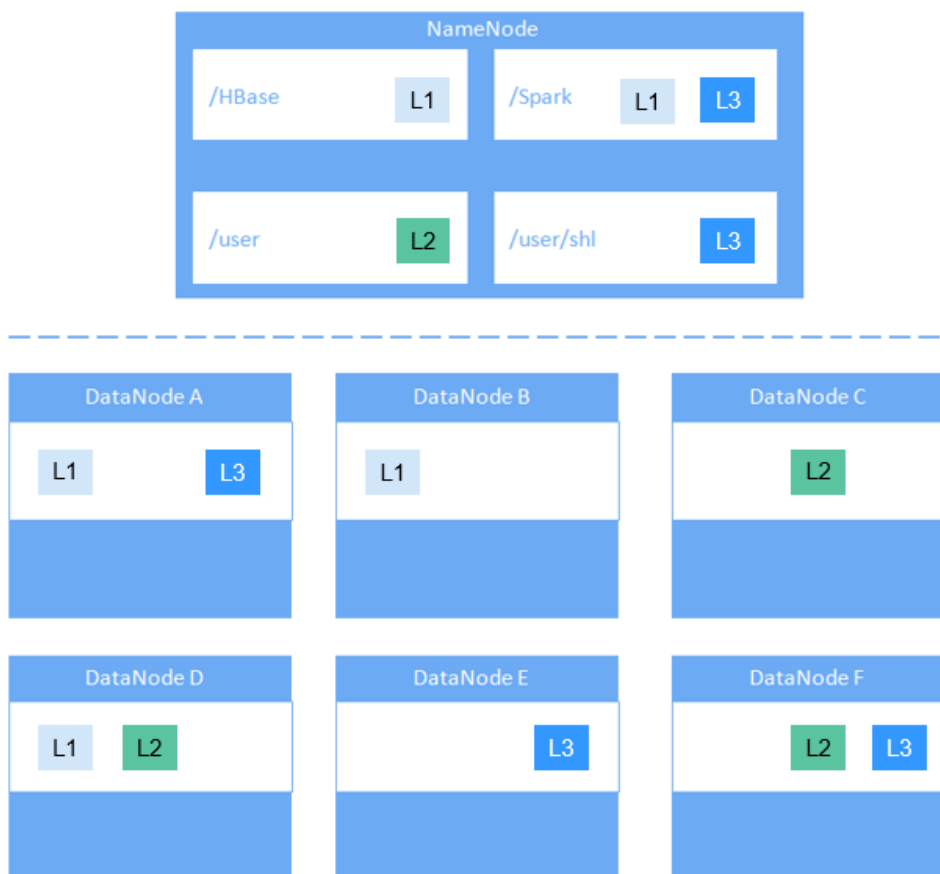 NameNode
/HBase L1
/Spark L1 L3
/user L2
/user/shl L3
DataNode A
L1 L3
DataNode B
L1
DataNode C
L2
DataNode D
L1 L2
DataNode E
L3
DataNode F
L2 L3